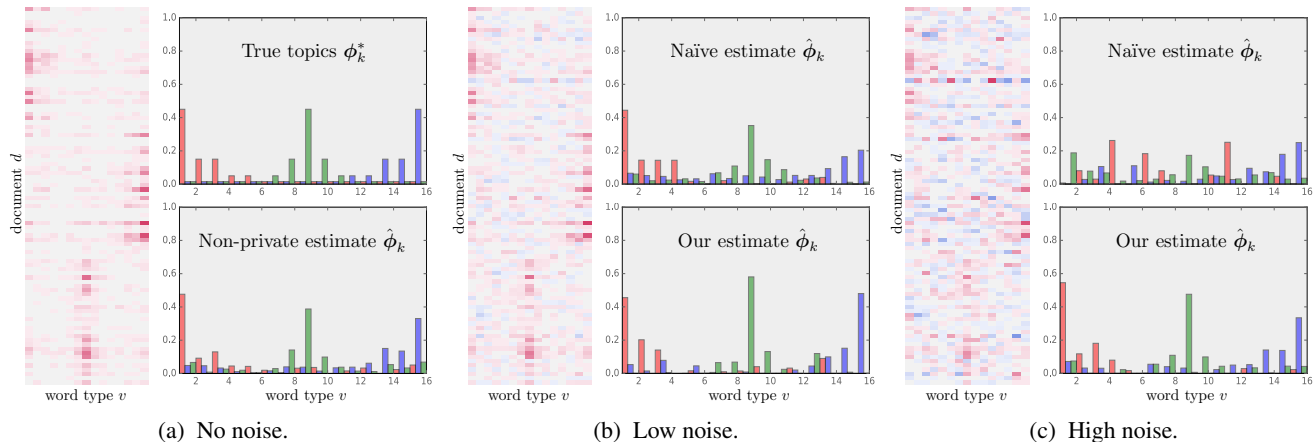 1.0
0.8
0.6
0.4
0.2
0.0
True topics ϕ*ₖ
2 4 6 8 10 12 14 16
1.0
0.8
0.6
0.4
0.2
0.0
Non-private estimate ϕ̂ₖ
2 4 6 8 10 12 14 16
document d
word type v
word type v
(a) No noise.
1.0
0.8
0.6
0.4
0.2
0.0
Naïve estimate ϕ̂ₖ
2 4 6 8 10 12 14 16
1.0
0.8
0.6
0.4
0.2
0.0
Our estimate ϕ̂ₖ
2 4 6 8 10 12 14 16
document d
word type v
word type v
(b) Low noise.
1.0
0.8
0.6
0.4
0.2
0.0
Naïve estimate ϕ̂ₖ
2 4 6 8 10 12 14 16
1.0
0.8
0.6
0.4
0.2
0.0
Our estimate ϕ̂ₖ
2 4 6 8 10 12 14 16
document d
word type v
word type v
(c) High noise.